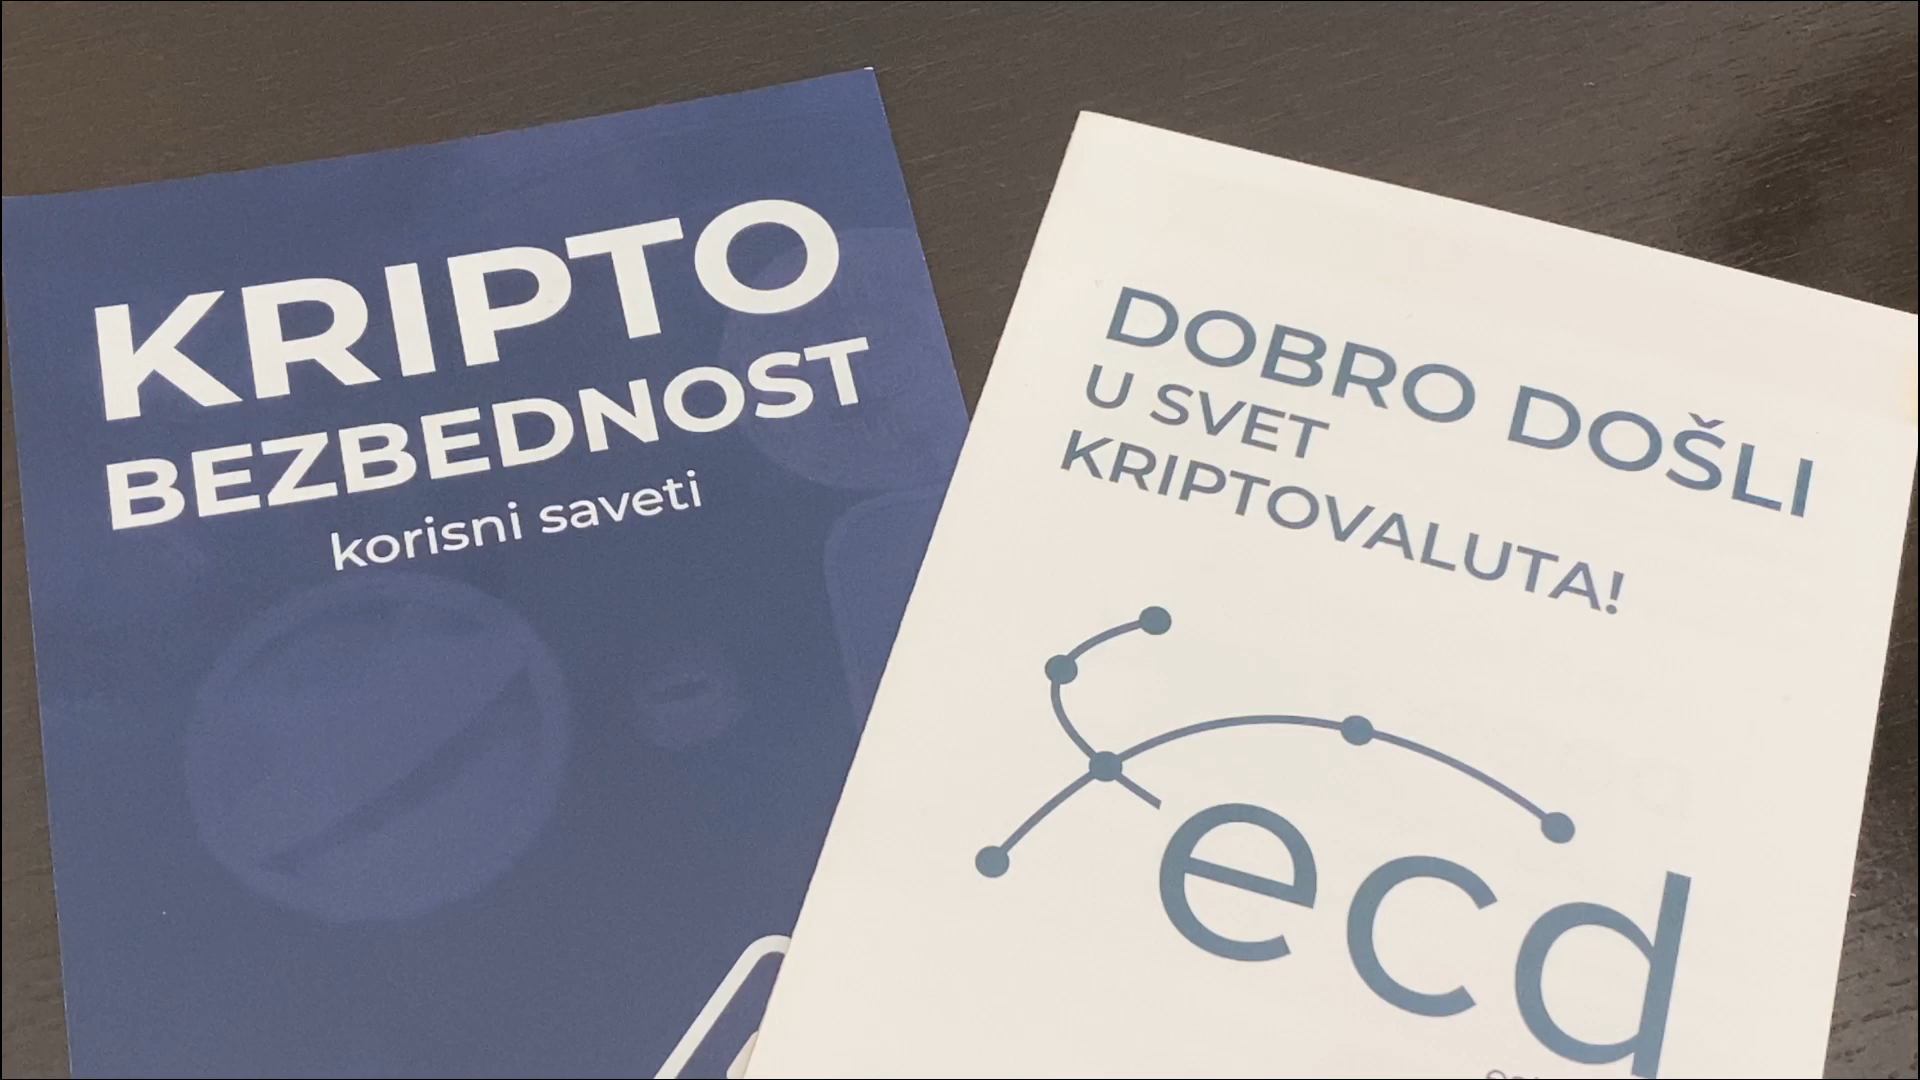 KRIPTO
BEZBEDNOST
korisni saveti
DOBRO DOŠLI
U SVET
KRIPTOVALUTA!
ecd